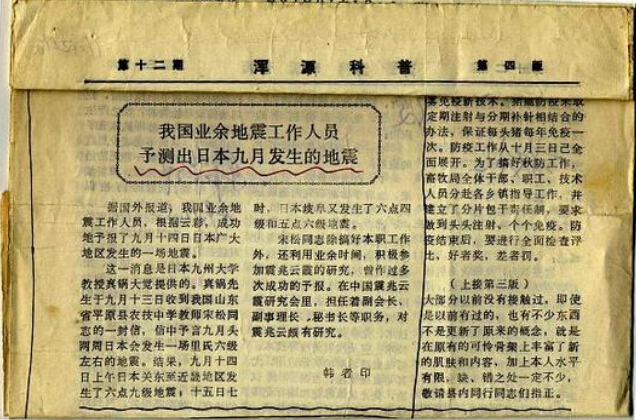 第十二期 浑源科普 第四版
我国业余地震工作人员
予测出日本九月发生的地震
据国外报道：我国业余地
震工作人员，根据云彩，成功
地予报了九月十四日日本广大
地区发生的一场地震。
这一消息是日本九州大学
教授真锅大觉提供的。真锅先
生于九月十三日收到我国山东
省平原县农技中学教师宋松同
志的一封信，信中予言九月头
两周日本会发生一场里氏六级
左右的地震。结果，九月十四
日上午日本关东至近畿地区发
生了六点九级地震；十五日七
时，日本岐阜又发生了六点四
级和五点六级地震。
宋松同志除搞好本职工作
外，还利用业余时间，积极参
加震兆云霞的研究，曾作过多
次成功的予报。在中国震兆云
霞研究会里，担任着副会长、
副事理长、秘书长等职务，对
震兆云颇有研究。
韩者印
定期注射与分期补针相结合的
办法，保证每头猪每年免疫一
次。防疫工作从十月三日已全
面展开。为了搞好秋防工作，
畜牧局全体干部、职工、技术
人员分赴各乡镇指导工作，并
建立了分片包干责任制，要求
做到头头注射，个个免疫。防
疫结束后，要进行全面检查评
比，好者奖，差者罚。
（上接第三版）
大部分以前没有接触过，即使
是以前有过的，也有不少东西
不是更新了原来的概念，就是
在原有的可怜骨架上丰富了新
的肌肤和内容，加上本人水平
有限，缺、错之处一定不少，
敬请县内同行同志们指正。